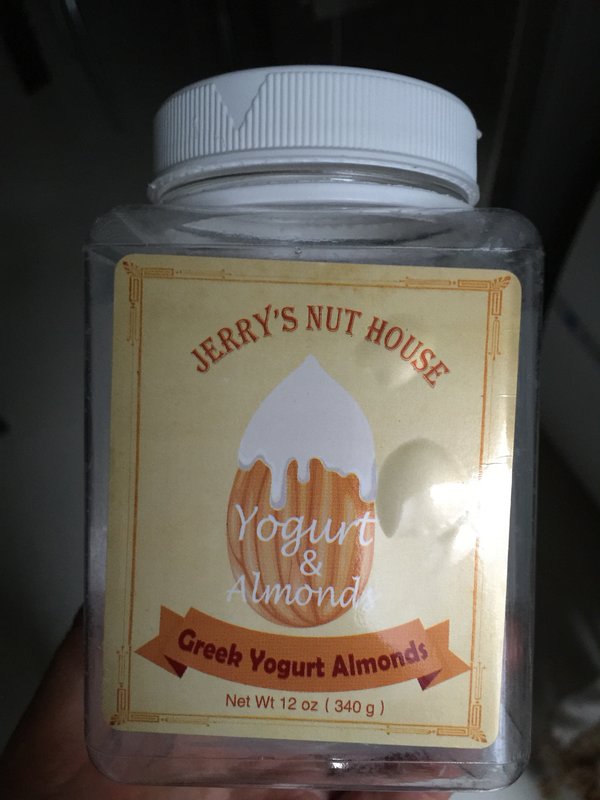 JERRY'S NUT HOUSE
Yogurt
&
Almonds
Greek Yogurt Almonds
Net Wt 12 oz ( 340 g )